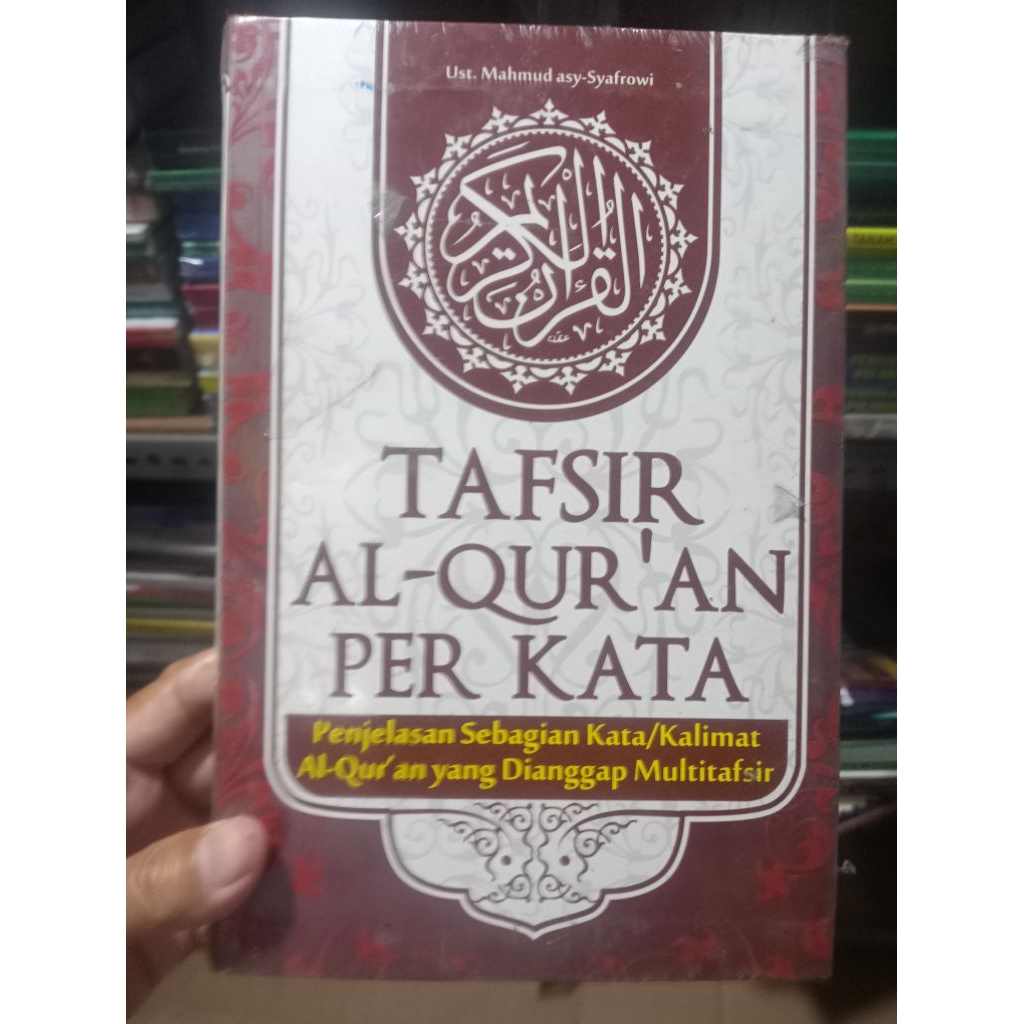 Ust. Mahmud asy-Syafrowi
القرآن الكريم
TAFSIR
AL-QUR'AN
PER KATA
Penjelasan Sebagian Kata/Kalimat
Al-Qur'an yang Dianggap Multitafsir
TANAH